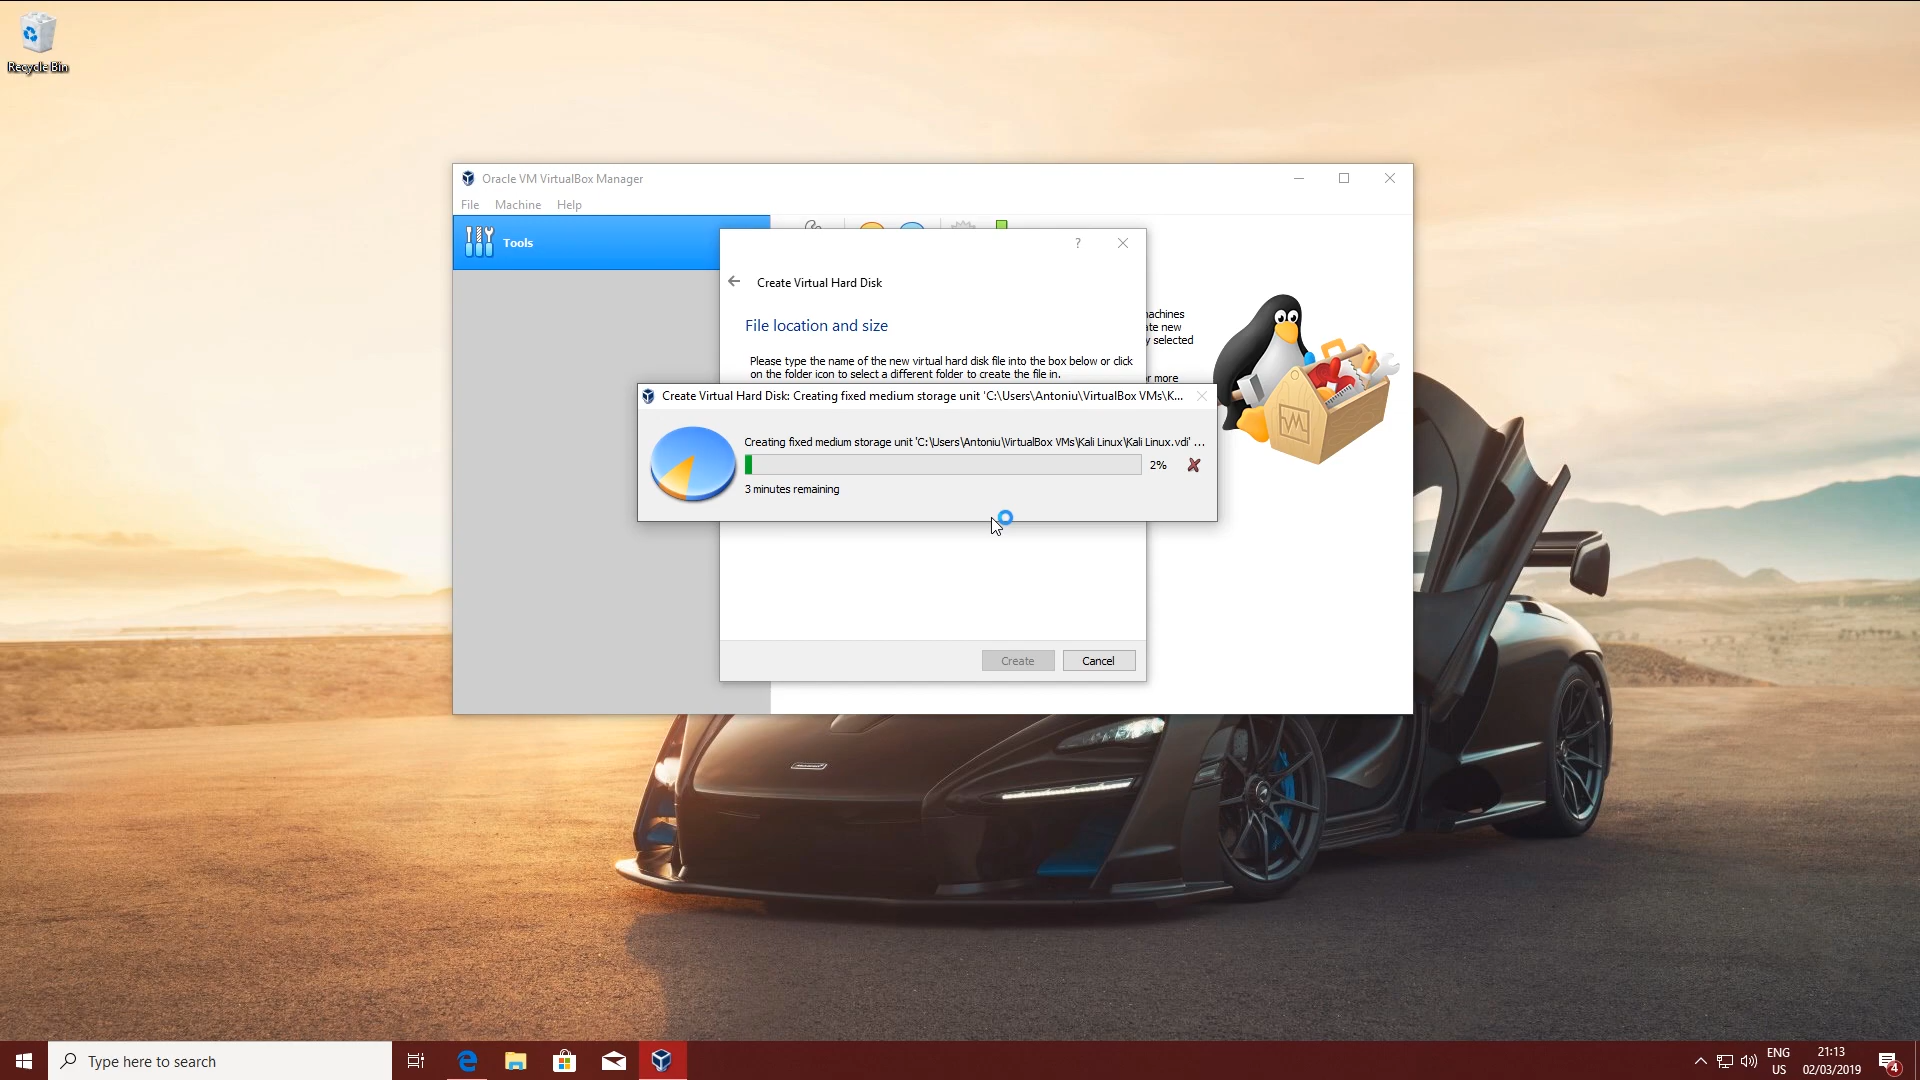 Recycle Bin
Oracle VM VirtualBox Manager
File Machine Help
Tools
?
Create Virtual Hard Disk
File location and size
Please type the name of the new virtual hard disk file into the box below or click
on the folder icon to select a different folder to create the file in.
achines
te new
y selected
r more
Create Virtual Hard Disk: Creating fixed medium storage unit 'C:\Users\Antoniu\VirtualBox VMs\K...
Creating fixed medium storage unit 'C:\Users\Antoniu\VirtualBox VMs\Kali Linux\Kali Linux.vdi' ...
2%
3 minutes remaining
Create Cancel
Type here to search
ENG
US
21:13
02/03/2019
4